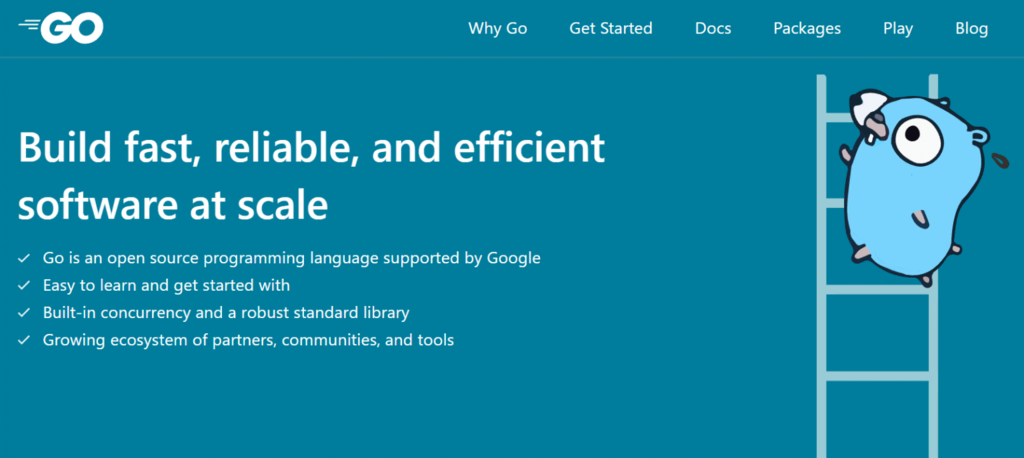 GO
Why Go
Get Started
Docs
Packages
Play
Blog
Build fast, reliable, and efficient
software at scale
Go is an open source programming language supported by Google
Easy to learn and get started with
Built-in concurrency and a robust standard library
Growing ecosystem of partners, communities, and tools